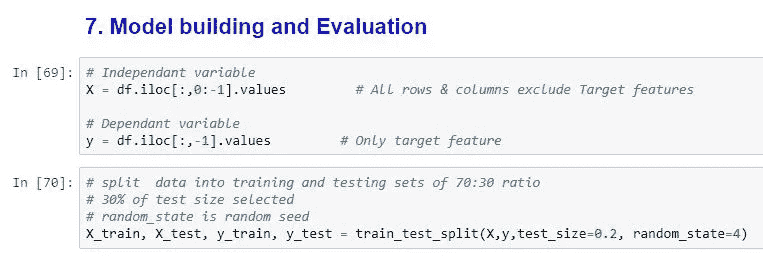 7. Model building and Evaluation
In [69]: # Independant variable
X = df.iloc[:,0:-1].values # All rows & columns exclude Target features
# Dependant variable
y = df.iloc[:,-1].values # Only target feature
In [70]: # split data into training and testing sets of 70:30 ratio
# 30% of test size selected
# random_state is random seed
X_train, X_test, y_train, y_test = train_test_split(X,y,test_size=0.2, random_state=4)